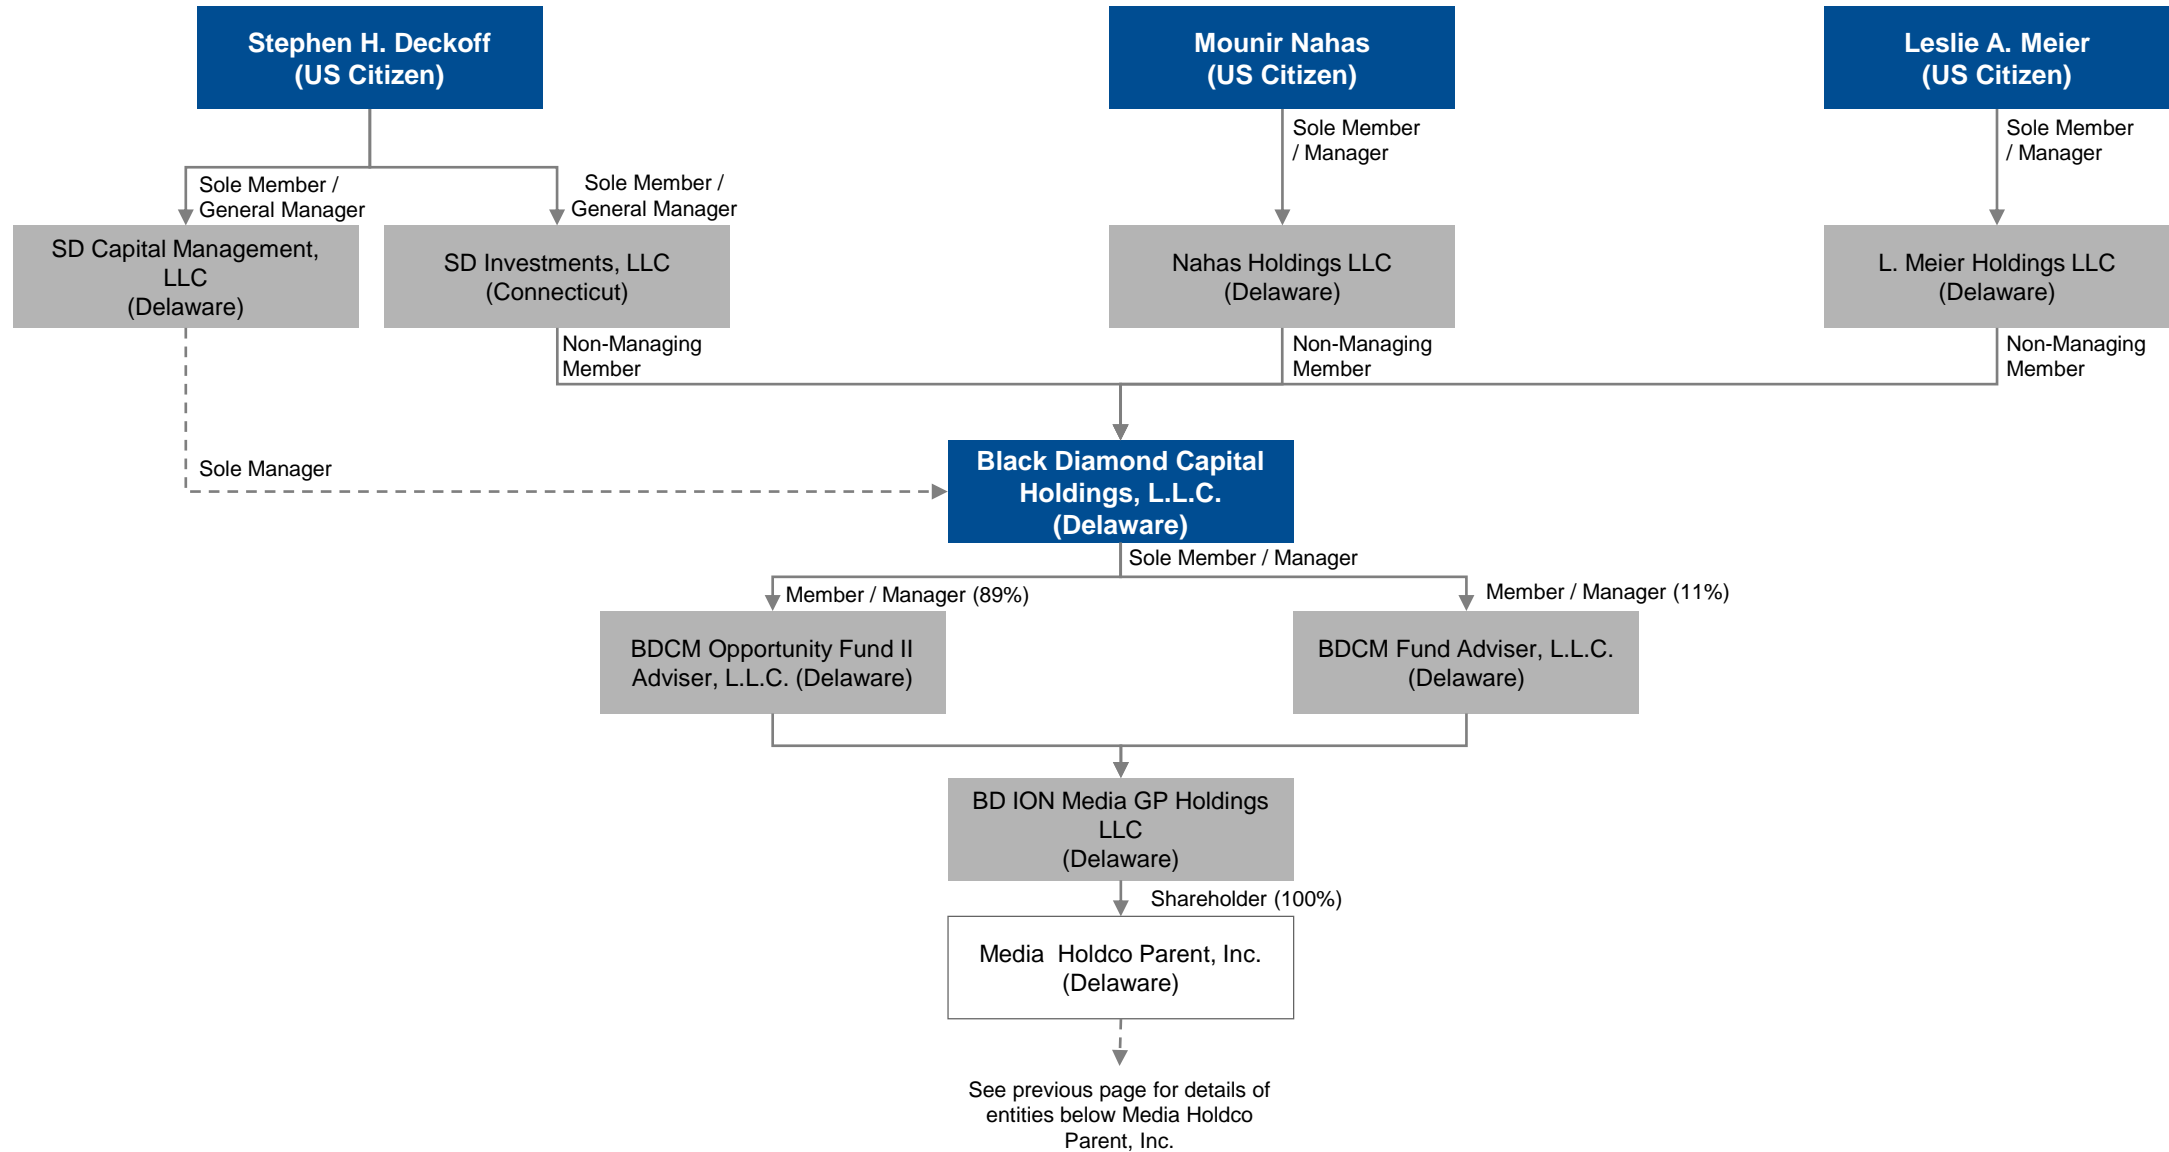 Stephen H. Deckoff
(US Citizen)
Mounir Nahas
(US Citizen)
Leslie A. Meier
(US Citizen)
Sole Member /
General Manager
Sole Member /
General Manager
Sole Member
/ Manager
Sole Member
/ Manager
SD Capital Management,
LLC
(Delaware)
SD Investments, LLC
(Connecticut)
Nahas Holdings LLC
(Delaware)
L. Meier Holdings LLC
(Delaware)
Non-Managing
Member
Non-Managing
Member
Non-Managing
Member
Sole Manager
Black Diamond Capital
Holdings, L.L.C.
(Delaware)
Sole Member / Manager
Member / Manager (89%)
Member / Manager (11%)
BDCM Opportunity Fund II
Adviser, L.L.C. (Delaware)
BDCM Fund Adviser, L.L.C.
(Delaware)
BD ION Media GP Holdings
LLC
(Delaware)
Shareholder (100%)
Media Holdco Parent, Inc.
(Delaware)
See previous page for details of
entities below Media Holdco
Parent, Inc.